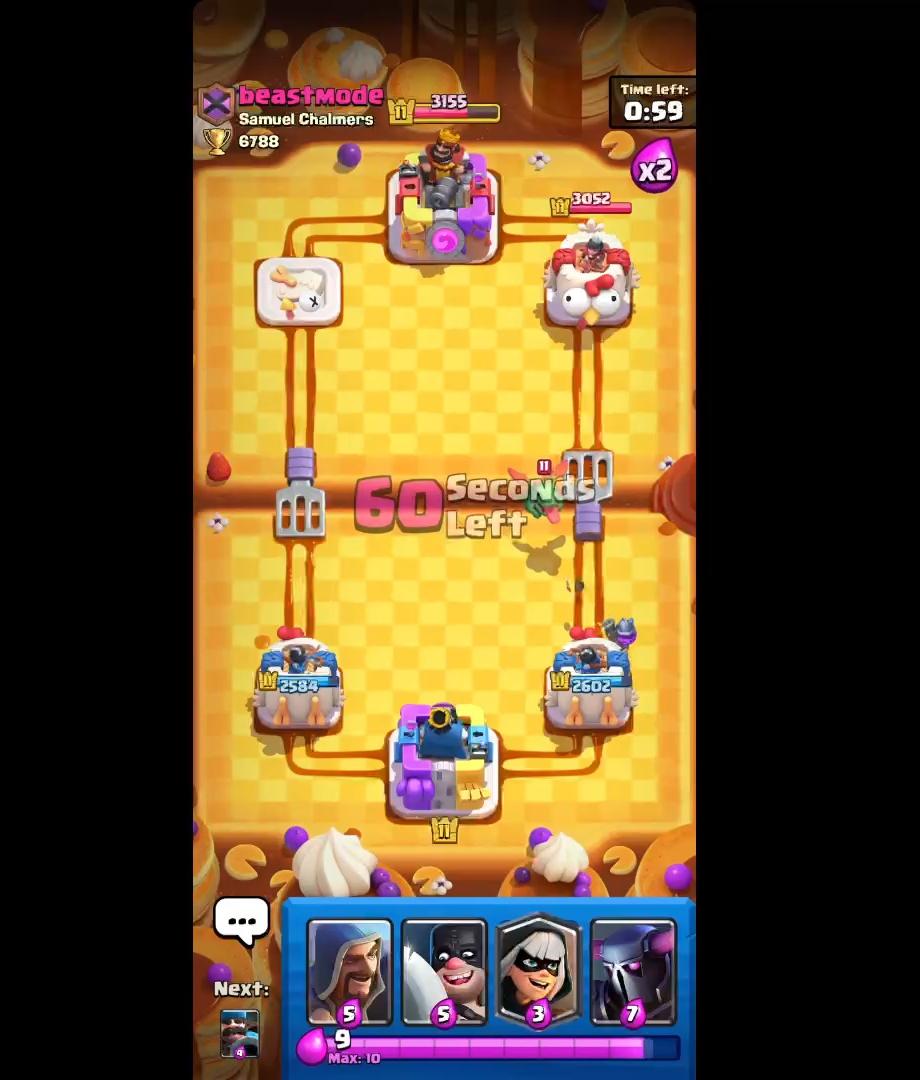 beastmode
Samuel Chalmers
6788
11
3155
Time left:
0:59
x2
11
3052
11
60 Seconds
Left
2584
2602
11
Next:
4
5
5
3
7
9
Max: 10